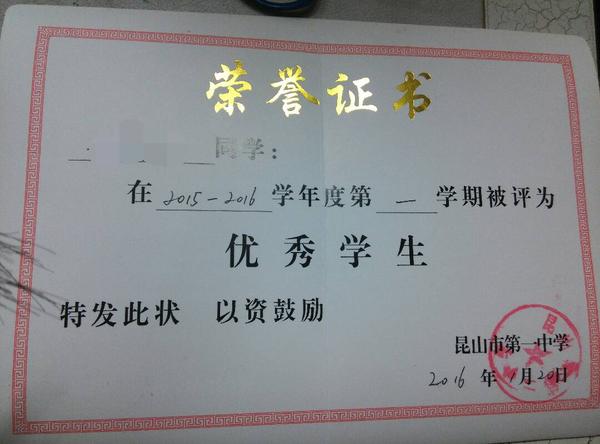 荣誉证书
同学:
在2015-2016学年度第一学期被评为
优秀学生
特发此状 以资鼓励
昆山市第一中学
2016年1月20日